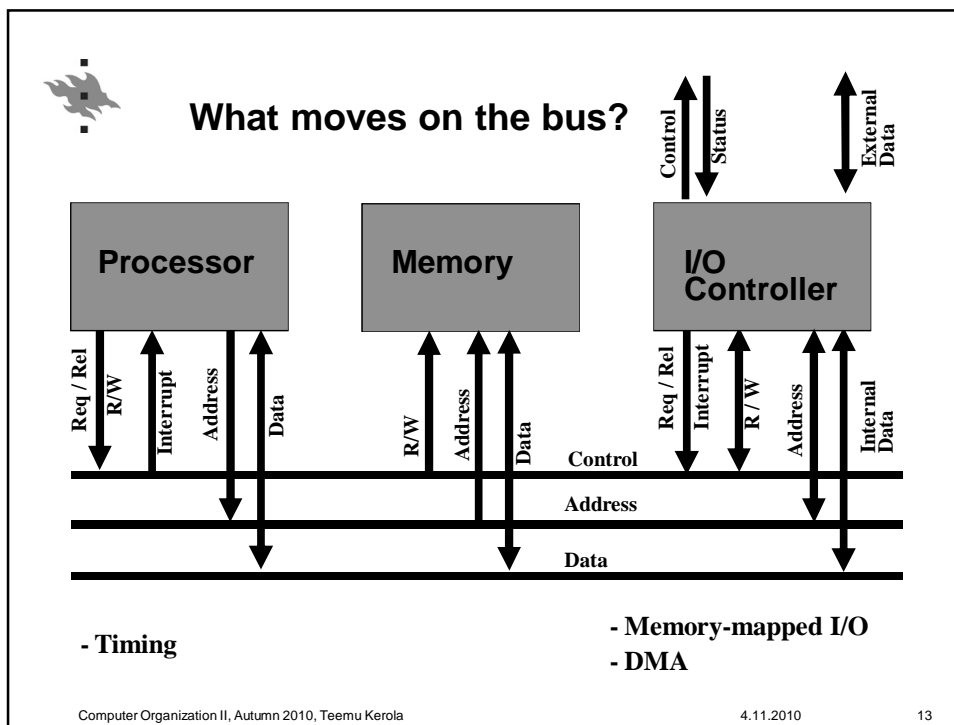 What moves on the bus?
Control
Status
External
Data
Processor
Memory
I/O
Controller
Req / Rel
R/W
Interrupt
Address
Data
R/W
Address
Data
Req / Rel
Interrupt
R / W
Address
Internal
Data
Control
Address
Data
- Timing
- Memory-mapped I/O
- DMA
Computer Organization II, Autumn 2010, Teemu Kerola
4.11.2010
13